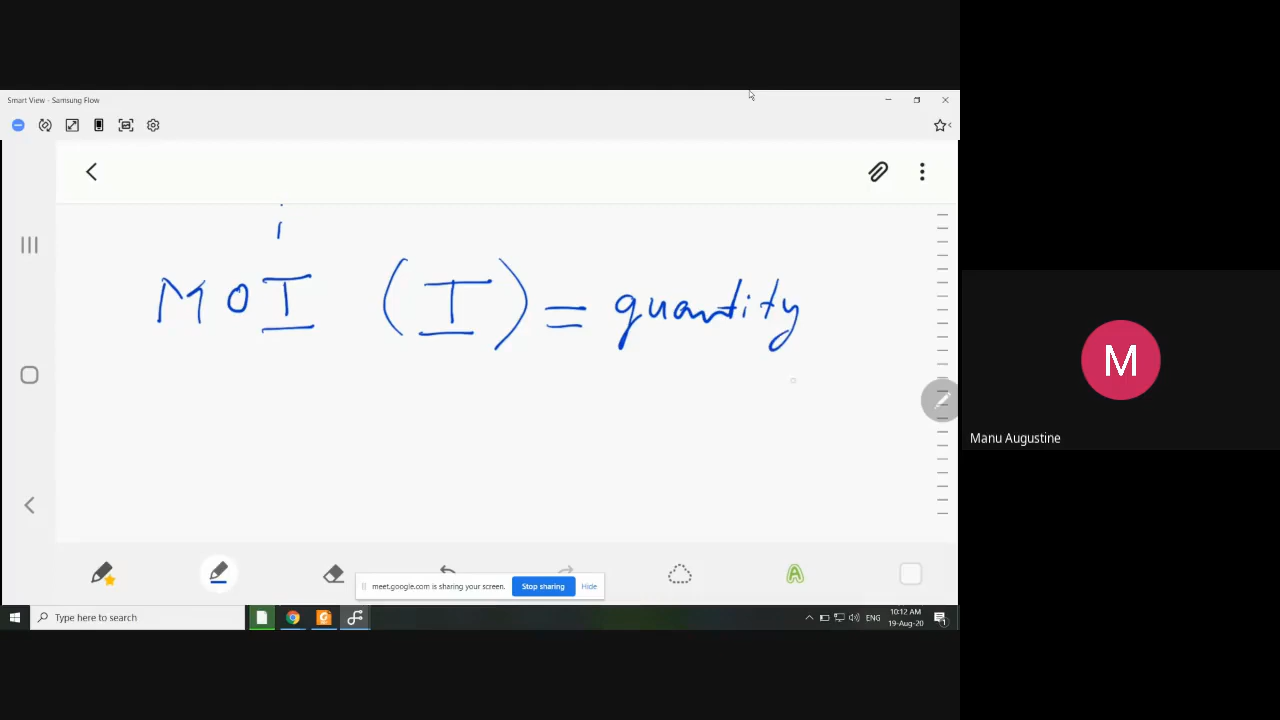 Smart View - Samsung Flow
MOI (I) = quantity
M
Manu Augustine
A
meet.google.com is sharing your screen. Stop sharing Hide
Type here to search
ENG
10:12 AM
19-Aug-20
1